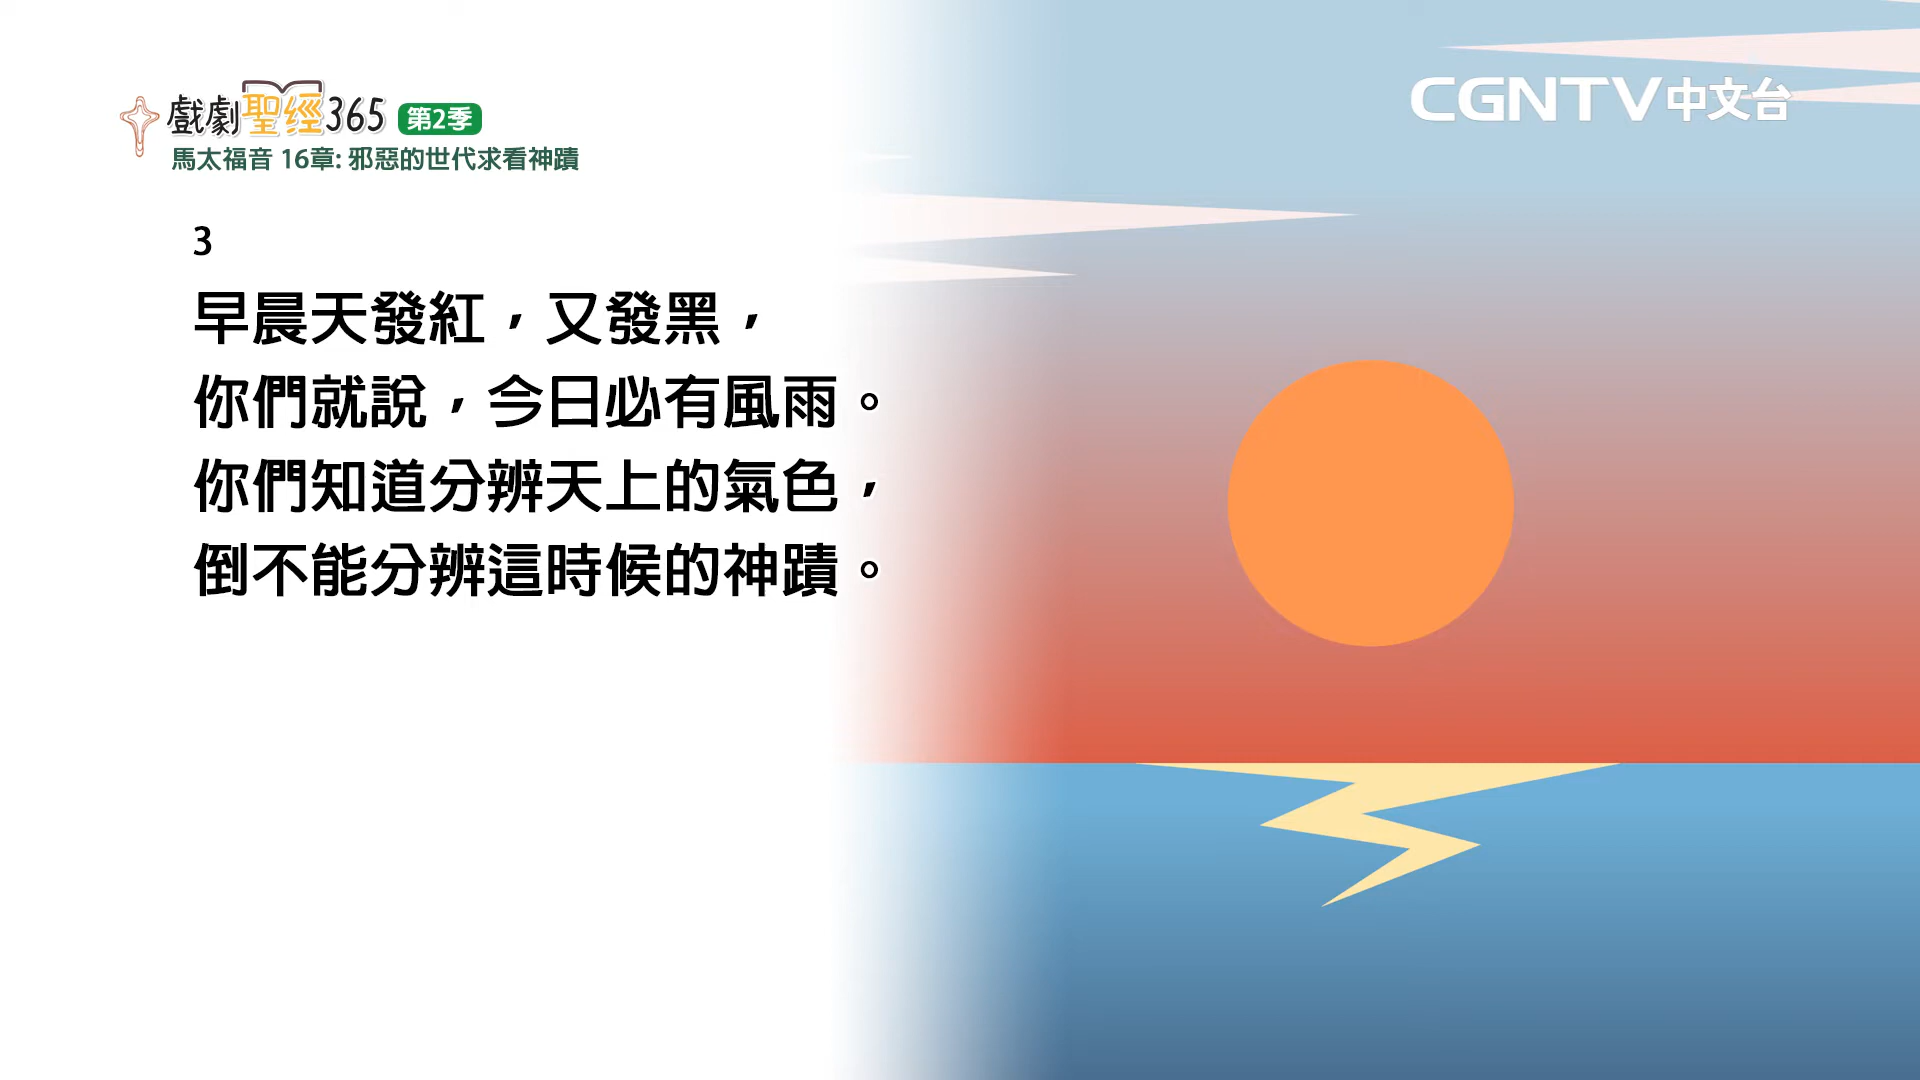 戲劇聖經365 第2季
CGNTV中文台
馬太福音 16章: 邪惡的世代求看神蹟
3
早晨天發紅，又發黑，
你們就說，今日必有風雨。
你們知道分辨天上的氣色，
倒不能分辨這時候的神蹟。